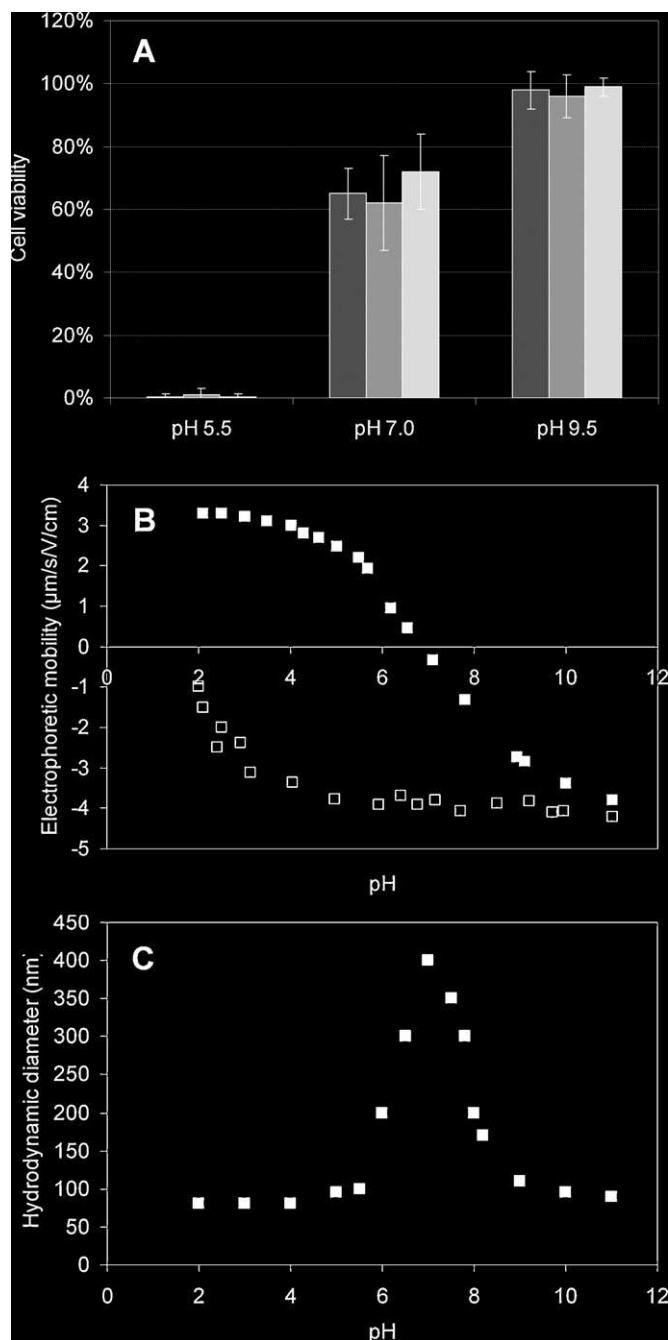 A
120%
100%
80%
60%
40%
20%
0%
Cell viability
pH 5.5 pH 7.0 pH 9.5
B
4
3
2
1
0
-1
-2
-3
-4
-5
Electrophoretic mobility (µm/s/V/cm)
0 2 4 6 8 10 12
pH
C
450
400
350
300
250
200
150
100
50
0
Hydrodynamic diameter (nm)
0 2 4 6 8 10 12
pH